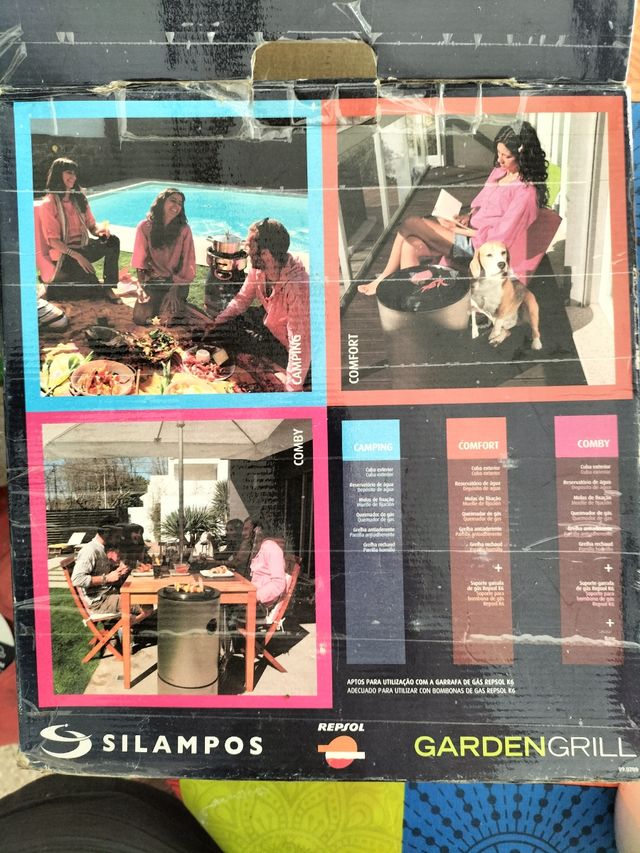 CAMPING
COMFORT
COMBY
CAMPING
Cuba exterior
Cuba exterior
Reservatório de água
Depósito de agua
Molas de fixação
Muelle de fijación
Queimador de gás
Quemador de gas
Grelha antiaderente
Parrilla antiadherente
Grelha rechaud
Parrilla hornillo
COMFORT
Cuba exterior
Cuba exterior
Reservatório de água
Depósito de agua
Molas de fixação
Muelle de fijación
Queimador de gás
Quemador de gas
Grelha antiaderente
Parrilla antiadherente
Grelha rechaud
Parrilla hornillo
+
Suporte garrafa
de gás Repsol K6
Soporte para
bombona de gas
Repsol K6
COMBY
Cuba exterior
Cuba exterior
Reservatório de água
Depósito de agua
Molas de fixação
Muelle de fijación
Queimador de gás
Quemador de gas
Grelha antiaderente
Parrilla antiadherente
Grelha rechaud
Parrilla hornillo
+
Suporte garrafa
de gás Repsol K6
Soporte para
bombona de gas
Repsol K6
+
APTOS PARA UTILIZAÇÃO COM A GARRAFA DE GÁS REPSOL K6
ADECUADO PARA UTILIZAR CON BOMBONAS DE GAS REPSOL K6
SILAMPOS
REPSOL
GARDENGRILL